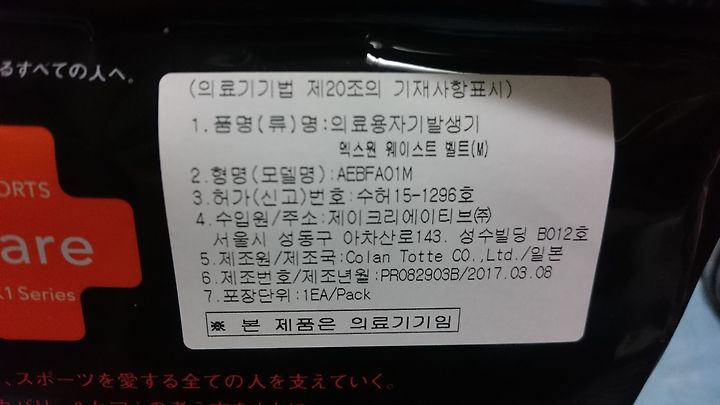 るすべての人へ。
(의료기기법 제20조의 기재사항표시)
1.품명(류)명:의료용자기발생기
엑스원 웨이스트 벨트(M)
2.형명(모델명):AEBFA01M
3.허가(신고)번호:수허15-1296호
4.수입원/주소:제이크리에이티브㈜
서울시 성동구 아차산로143. 성수빌딩 B012호
5.제조원/제조국:Colan Totte CO.,Ltd./일본
6.제조번호/제조년월:PR082903B/2017.03.08
7.포장단위:1EA/Pack
※ 본 제품은 의료기기임
ORTS
are
1 Series
、スポーツを愛する全ての人を支えていく。